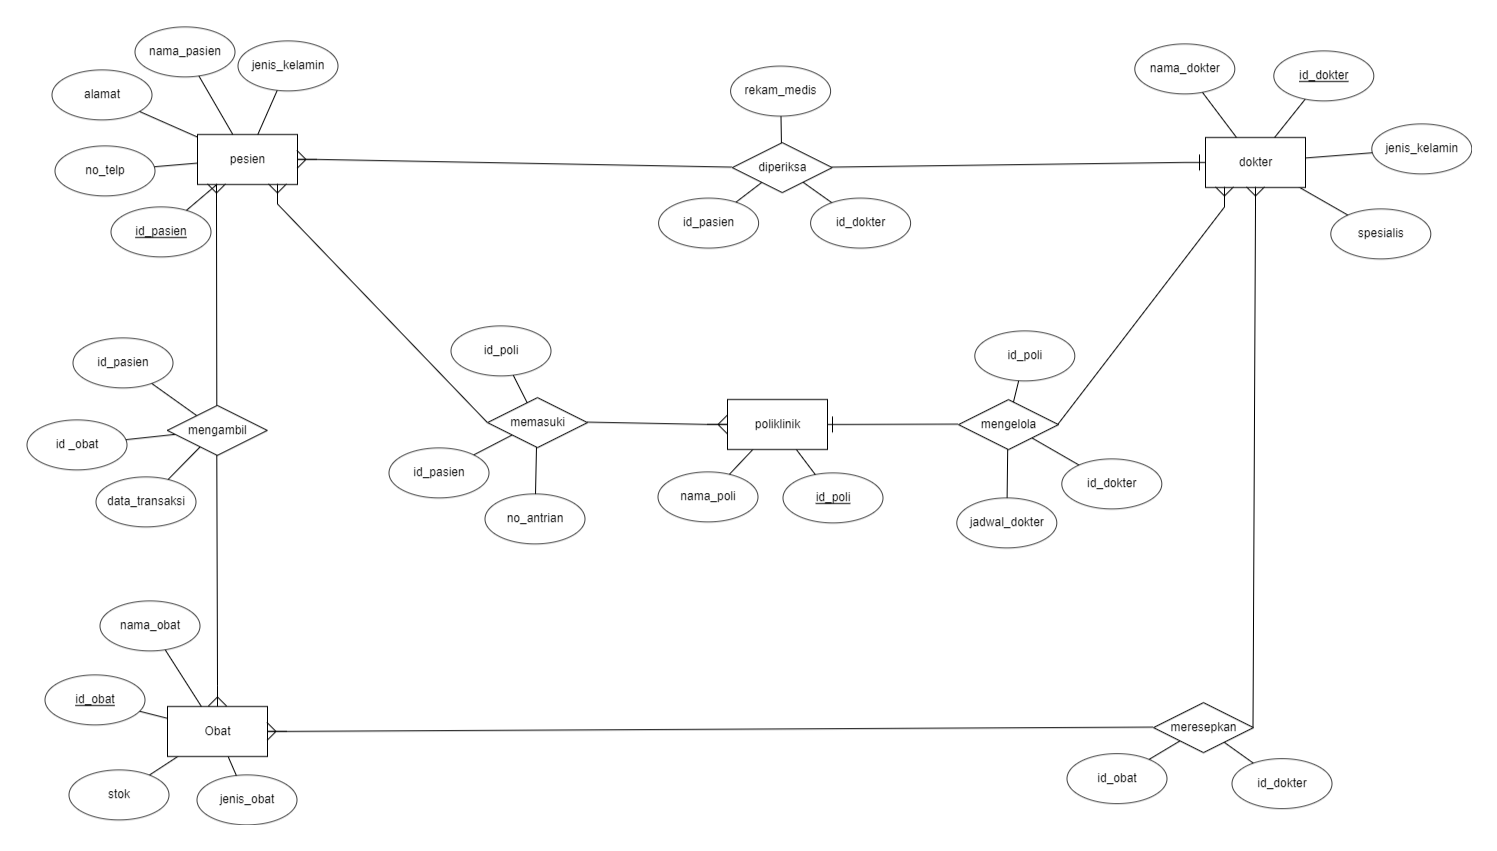 nama_pasien
jenis_kelamin
alamat
no_telp
id_pasien
pesien
rekam_medis
diperiksa
id_pasien
id_dokter
nama_dokter
id_dokter
jenis_kelamin
dokter
spesialis
id_pasien
id _obat
data_transaksi
mengambil
id_poli
memasuki
id_pasien
no_antrian
poliklinik
nama_poli
id_poli
id_poli
mengelola
id_dokter
jadwal_dokter
nama_obat
id_obat
Obat
stok
jenis_obat
meresepkan
id_obat
id_dokter